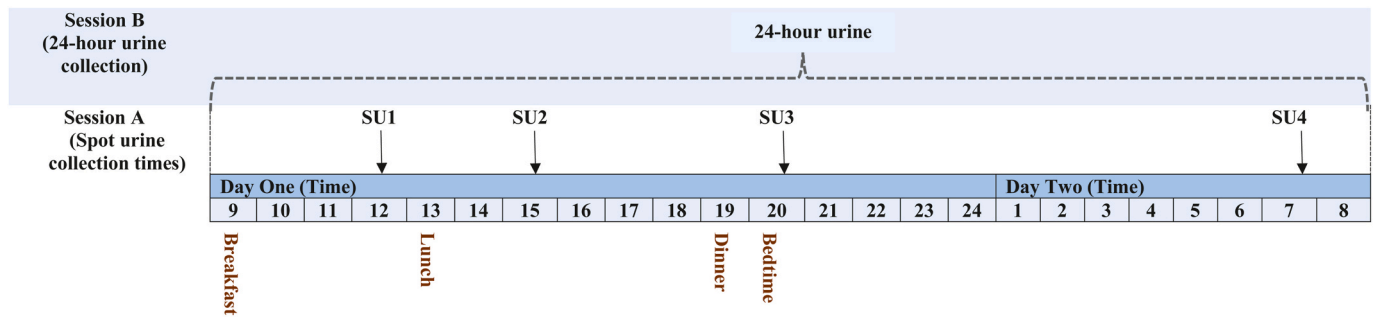 Session B
(24-hour urine
collection)
24-hour urine
Session A
(Spot urine
collection times)
SU1 SU2 SU3 SU4
Day One (Time) Day Two (Time)
9 10 11 12 13 14 15 16 17 18 19 20 21 22 23 24 1 2 3 4 5 6 7 8
Breakfast
Lunch
Dinner
Bedtime